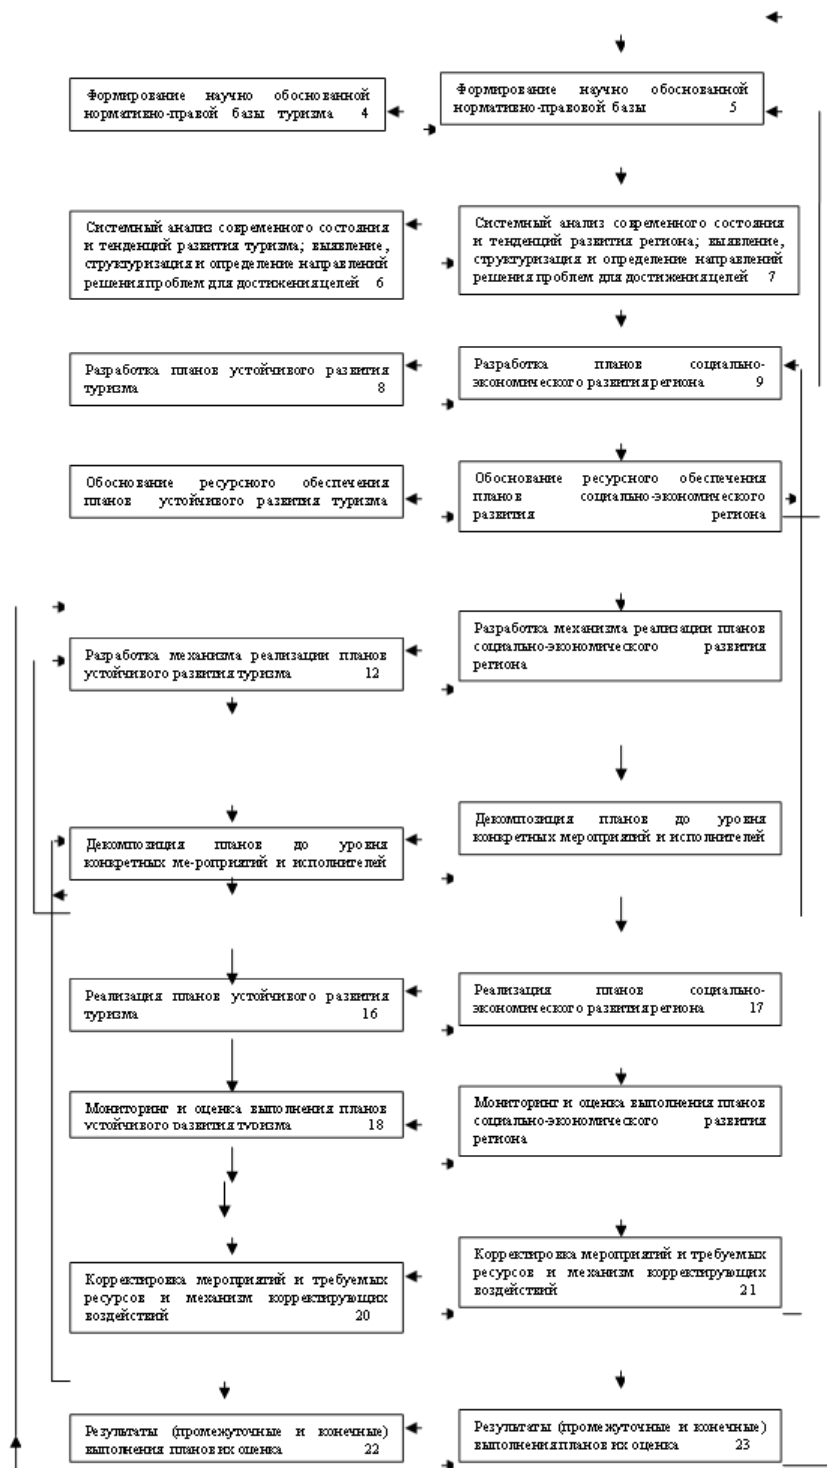 Формирование научно обоснованной
нормативно-правой базы туризма 4
Формирование научно обоснованной
нормативно-правовой базы 5
Системный анализ современного состояния
и тенденций развития туризма; выявление,
структуризация и определение направлений
решения проблем для достижения целей 6
Системный анализ современного состояния
и тенденций развития региона; выявление,
структуризация и определение направлений
решения проблем для достижения целей 7
Разработка планов устойчивого развития
туризма 8
Разработка планов социально-
экономического развития региона 9
Обоснование ресурсного обеспечения
планов устойчивого развития туризма
Обоснование ресурсного обеспечения
планов социально-экономического
развития региона
Разработка механизма реализации планов
устойчивого развития туризма 12
Разработка механизма реализации планов
социально-экономического развития
региона
Декомпозиция планов до уровня
конкретных ме-роприятий и исполнителей
Декомпозиция планов до уровня
конкретных мероприятий и исполнителей
Реализация планов устойчивого развития
туризма 16
Реализация планов социально-
экономического развития региона 17
Мониторинг и оценка выполнения планов
устойчивого развития туризма 18
Мониторинг и оценка выполнения планов
социально-экономического развития
региона
Корректировка мероприятий и требуемых
ресурсов и механизм корректирующих
воздействий 20
Корректировка мероприятий и требуемых
ресурсов и механизм корректирующих
воздействий 21
Результаты (промежуточные и конечные)
выполнения планов их оценка 22
Результаты (промежуточные и конечные)
выполнения планов их оценка 23